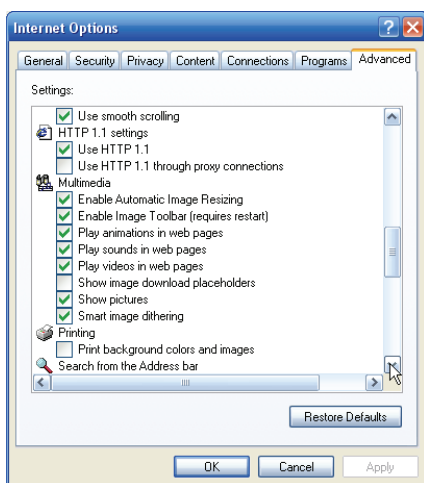 Internet Options
General Security Privacy Content Connections Programs Advanced
Settings:
Use smooth scrolling
HTTP 1.1 settings
Use HTTP 1.1
Use HTTP 1.1 through proxy connections
Multimedia
Enable Automatic Image Resizing
Enable Image Toolbar (requires restart)
Play animations in web pages
Play sounds in web pages
Play videos in web pages
Show image download placeholders
Show pictures
Smart image dithering
Printing
Print background colors and images
Search from the Address bar
Restore Defaults
OK Cancel Apply